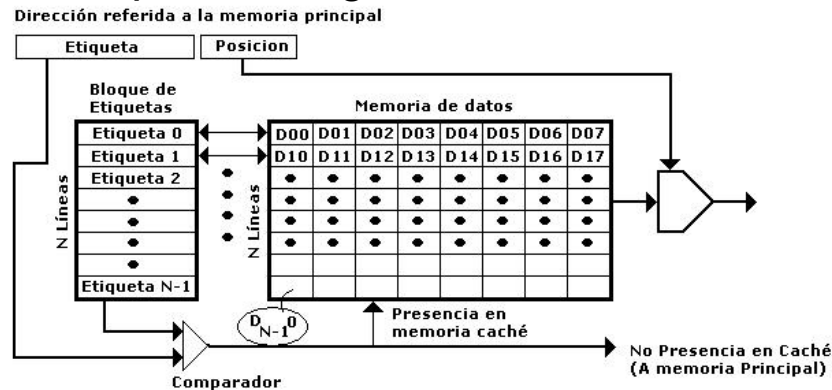 Dirección referida a la memoria principal
Etiqueta
Posicion
Bloque de
Etiquetas
Memoria de datos
Etiqueta 0
D00 D01 D02 D03 D04 D05 D06 D07
Etiqueta 1
D10 D11 D12 D13 D14 D15 D16 D17
Etiqueta 2
N Líneas
N Líneas
Etiqueta N-1
D N-1 0
Presencia en
memoria caché
No Presencia en Caché
(A memoria Principal)
Comparador